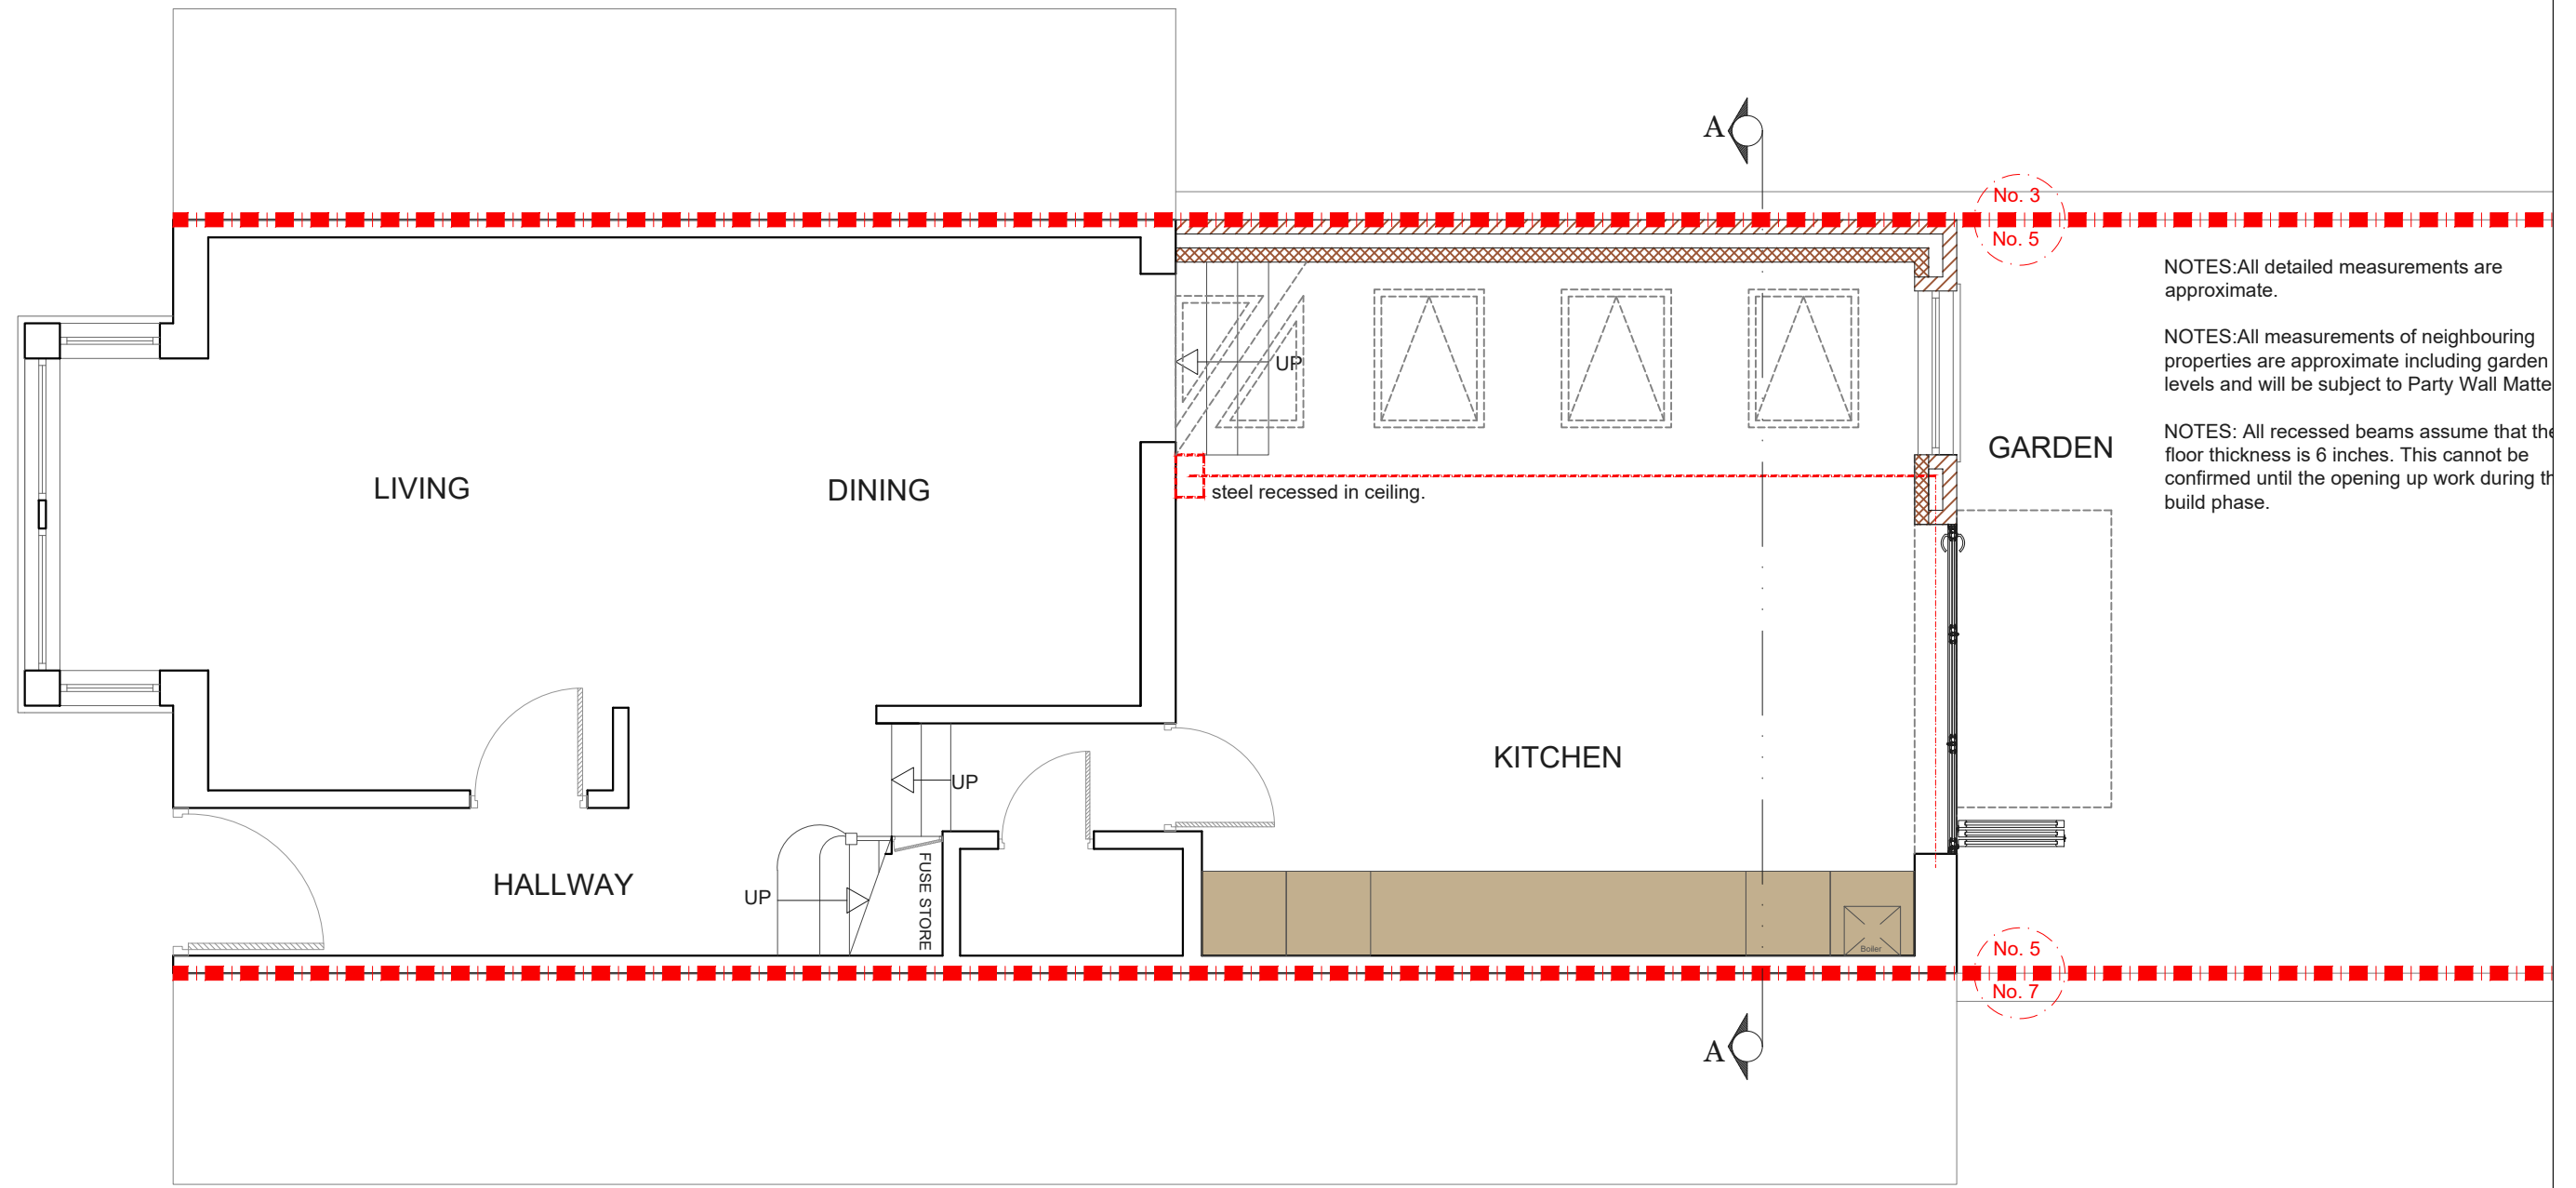 A
No. 3
No. 5
NOTES:All detailed measurements are
approximate.
NOTES:All measurements of neighbouring
properties are approximate including garden
levels and will be subject to Party Wall Matte
NOTES: All recessed beams assume that the
floor thickness is 6 inches. This cannot be
confirmed until the opening up work during th
build phase.
UP
GARDEN
LIVING
DINING
steel recessed in ceiling.
KITCHEN
UP
HALLWAY
UP
FUSE STORE
Boiler
No. 5
No. 7
A